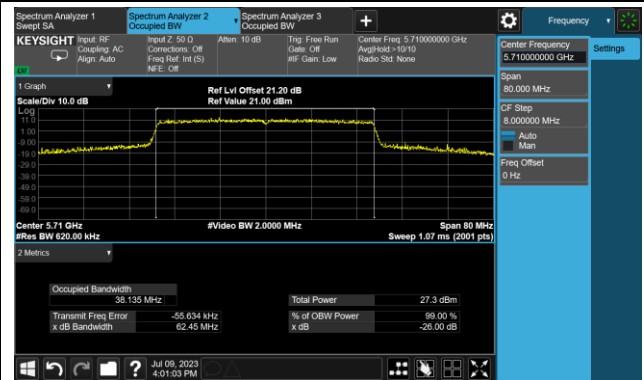 Spectrum Analyzer 1
Swept SA
Spectrum Analyzer 2
Occupied BW
Spectrum Analyzer 3
Occupied BW
Frequency
KEYSIGHT
Input: RF
Coupling: AC
Align: Auto
Input Z: 50 Ω
Corrections: Off
Freq Ref: Int (S)
NFE: Off
Atten: 10 dB
Trig: Free Run
Gate: Off
#IF Gain: Low
Center Freq: 5.710000000 GHz
Avg|Hold:>10/10
Radio Std: None
LXI
Center Frequency
5.710000000 GHz
Settings
Span
80.000 MHz
CF Step
8.000000 MHz
Auto
Man
Freq Offset
0 Hz
1 Graph
Ref Lvl Offset 21.20 dB
Scale/Div 10.0 dB
Ref Value 21.00 dBm
Log
11.0
1.00
-9.00
-19.0
-29.0
-39.0
-49.0
-59.0
-69.0
Center 5.71 GHz
#Video BW 2.0000 MHz
Span 80 MHz
#Res BW 620.00 kHz
Sweep 1.07 ms (2001 pts)
2 Metrics
Occupied Bandwidth
38.135 MHz
Total Power 27.3 dBm
Transmit Freq Error -55.634 kHz
% of OBW Power 99.00 %
x dB Bandwidth 62.45 MHz
x dB -26.00 dB
Jul 09, 2023
4:01:03 PM